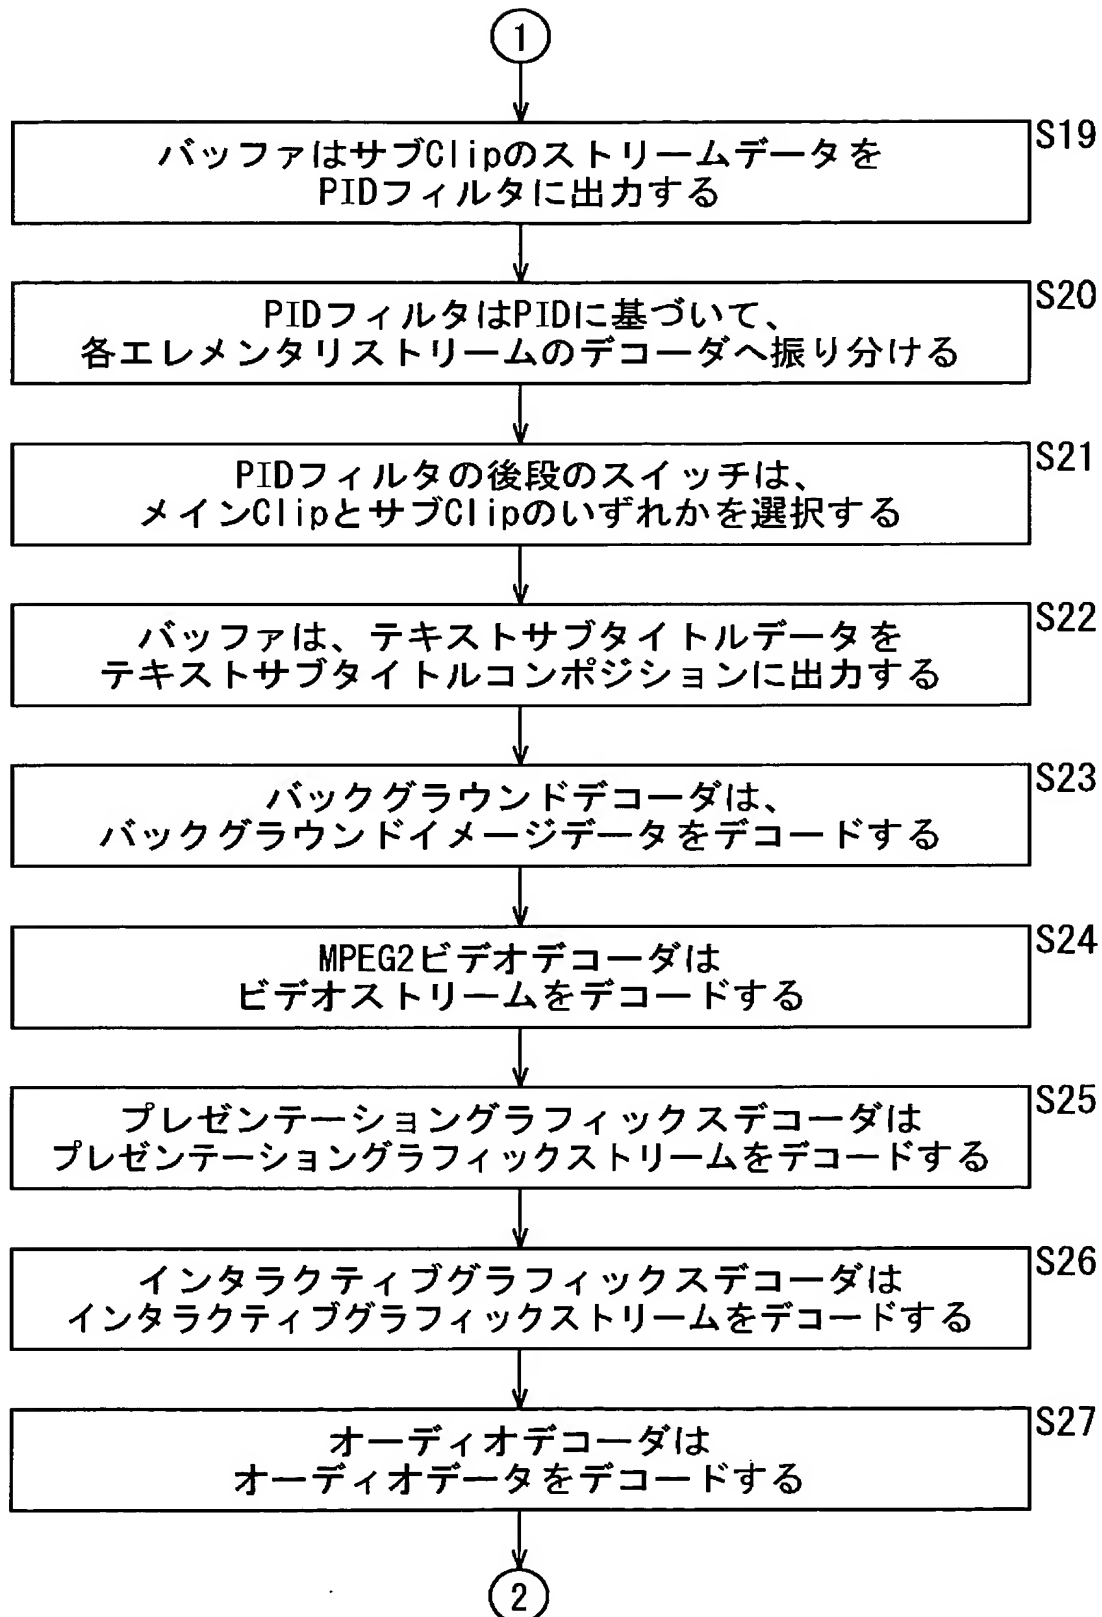 1
S19
バッファはサブClipのストリームデータを
PIDフィルタに出力する
S20
PIDフィルタはPIDに基づいて、
各エレメンタリストリームのデコーダへ振り分ける
S21
PIDフィルタの後段のスイッチは、
メインClipとサブClipのいずれかを選択する
S22
バッファは、テキストサブタイトルデータを
テキストサブタイトルコンポジションに出力する
S23
バックグラウンドデコーダは、
バックグラウンドイメージデータをデコードする
S24
MPEG2ビデオデコーダは
ビデオストリームをデコードする
S25
プレゼンテーショングラフィックスデコーダは
プレゼンテーショングラフィックストリームをデコードする
S26
インタラクティブグラフィックスデコーダは
インタラクティブグラフィックストリームをデコードする
S27
オーディオデコーダは
オーディオデータをデコードする
2